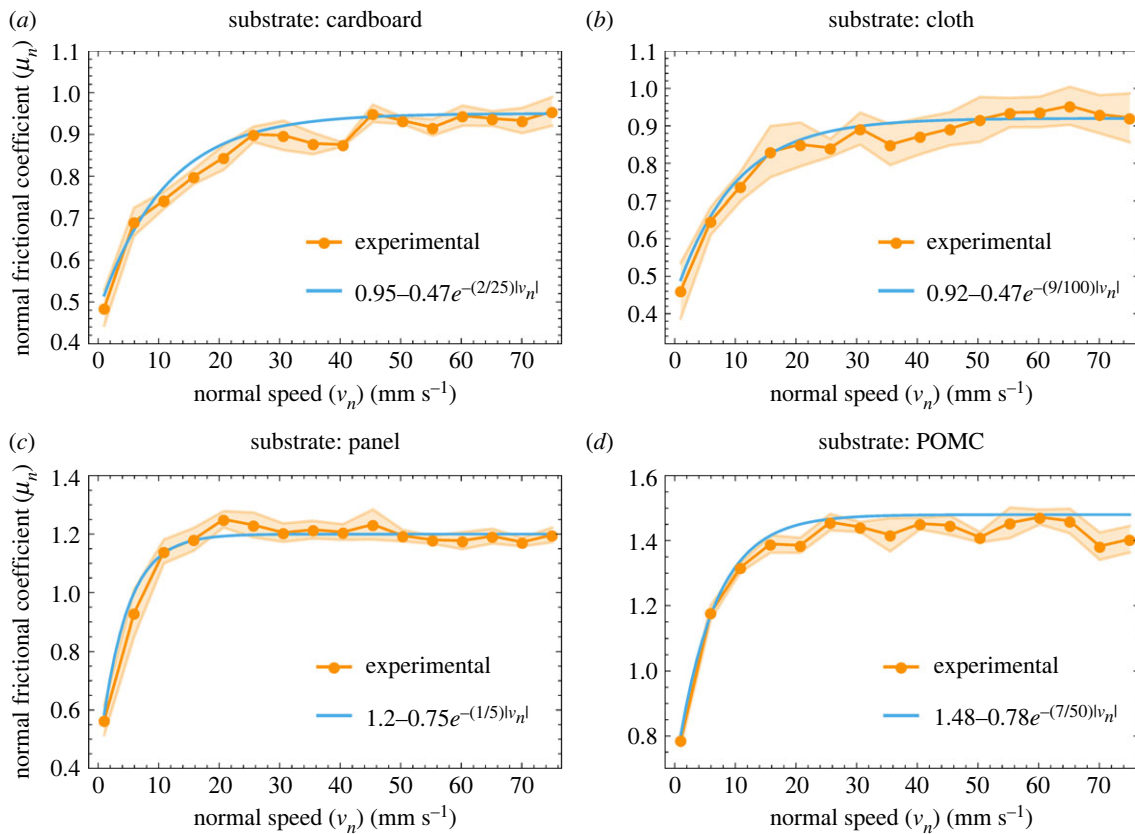 (a) substrate: cardboard
normal frictional coefficient (μn)
1.1
1.0
0.9
0.8
0.7
0.6
0.5
0.4
experimental
0.95–0.47e–(2/25)|vn|
0 10 20 30 40 50 60 70
normal speed (vn) (mm s–1)
(b) substrate: cloth
1.1
1.0
0.9
0.8
0.7
0.6
0.5
0.4
experimental
0.92–0.47e–(9/100)|vn|
0 10 20 30 40 50 60 70
normal speed (vn) (mm s–1)
(c) substrate: panel
normal frictional coefficient (μn)
1.4
1.2
1.0
0.8
0.6
0.4
experimental
1.2–0.75e–(1/5)|vn|
0 10 20 30 40 50 60 70
normal speed (vn) (mm s–1)
(d) substrate: POMC
1.6
1.4
1.2
1.0
0.8
experimental
1.48–0.78e–(7/50)|vn|
0 10 20 30 40 50 60 70
normal speed (vn) (mm s–1)